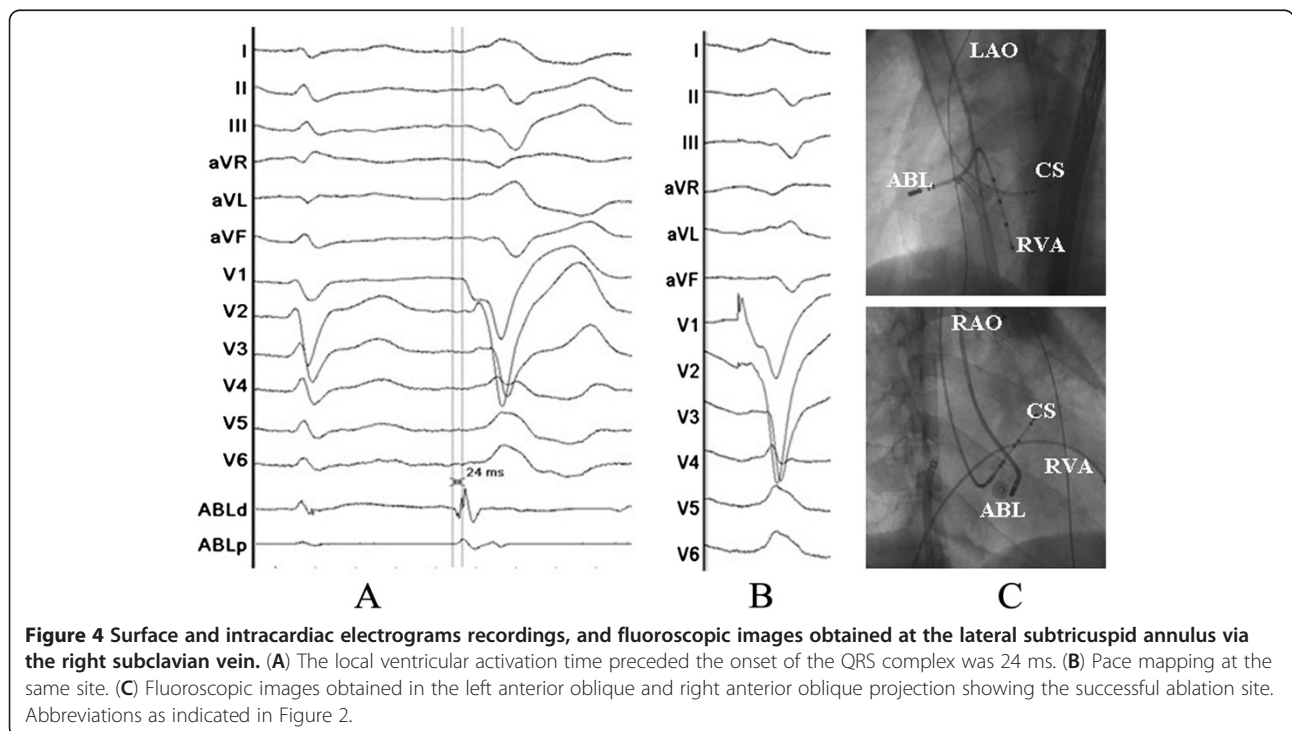 I
II
III
aVR
aVL
aVF
V1
V2
V3
V4
V5
V6
24 ms
ABLd
ABLp
A
I
II
III
aVR
aVL
aVF
V1
V2
V3
V4
V5
V6
B
LAO
ABL
CS
RVA
RAO
CS
RVA
ABL
C
Figure 4 Surface and intracardiac electrograms recordings, and fluoroscopic images obtained at the lateral subtricuspid annulus via
the right subclavian vein. (A) The local ventricular activation time preceded the onset of the QRS complex was 24 ms. (B) Pace mapping at the
same site. (C) Fluoroscopic images obtained in the left anterior oblique and right anterior oblique projection showing the successful ablation site.
Abbreviations as indicated in Figure 2.